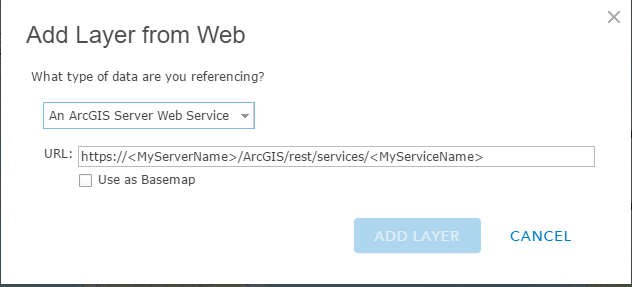 Add Layer from Web
What type of data are you referencing?
An ArcGIS Server Web Service
URL: https://<MyServerName>/ArcGIS/rest/services/<MyServiceName>
Use as Basemap
ADD LAYER CANCEL